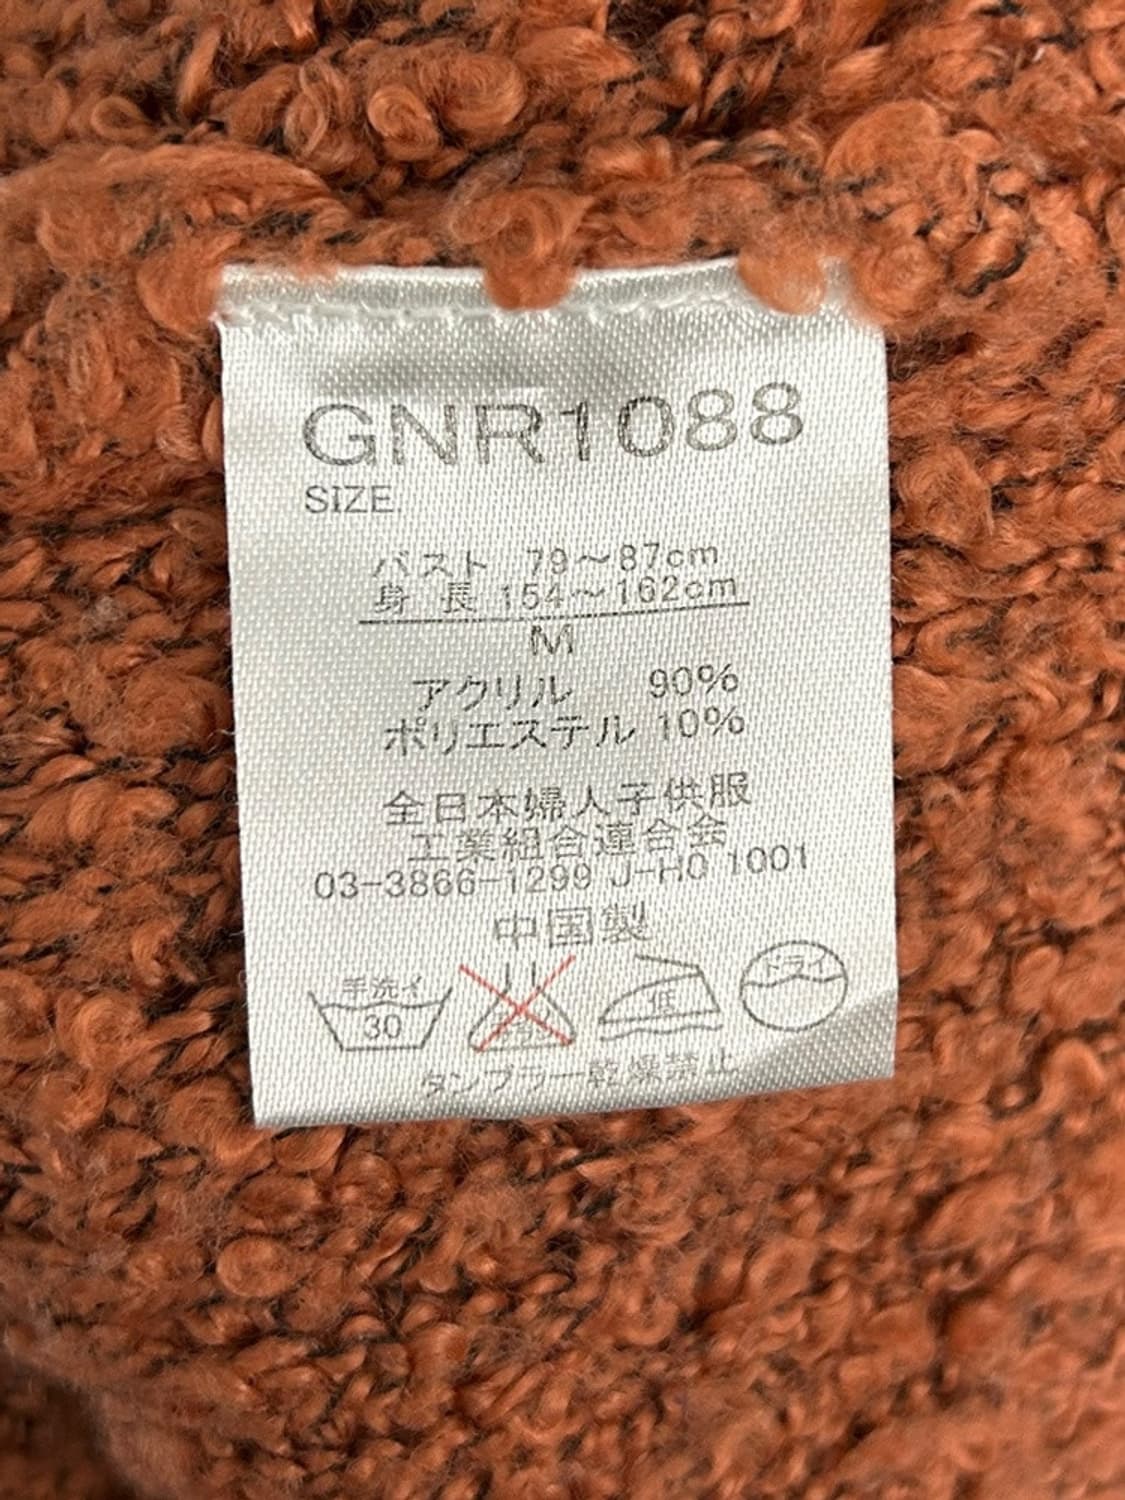 GNR1088
SIZE
バスト 79～87cm
身 長 154～162cm
M
アクリル 90%
ポリエステル 10%
全日本婦人子供服
工業組合連合会
03-3866-1299 J-HO 1001
中国製
手洗イ
30
低
ドライ
タンブラー乾燥禁止